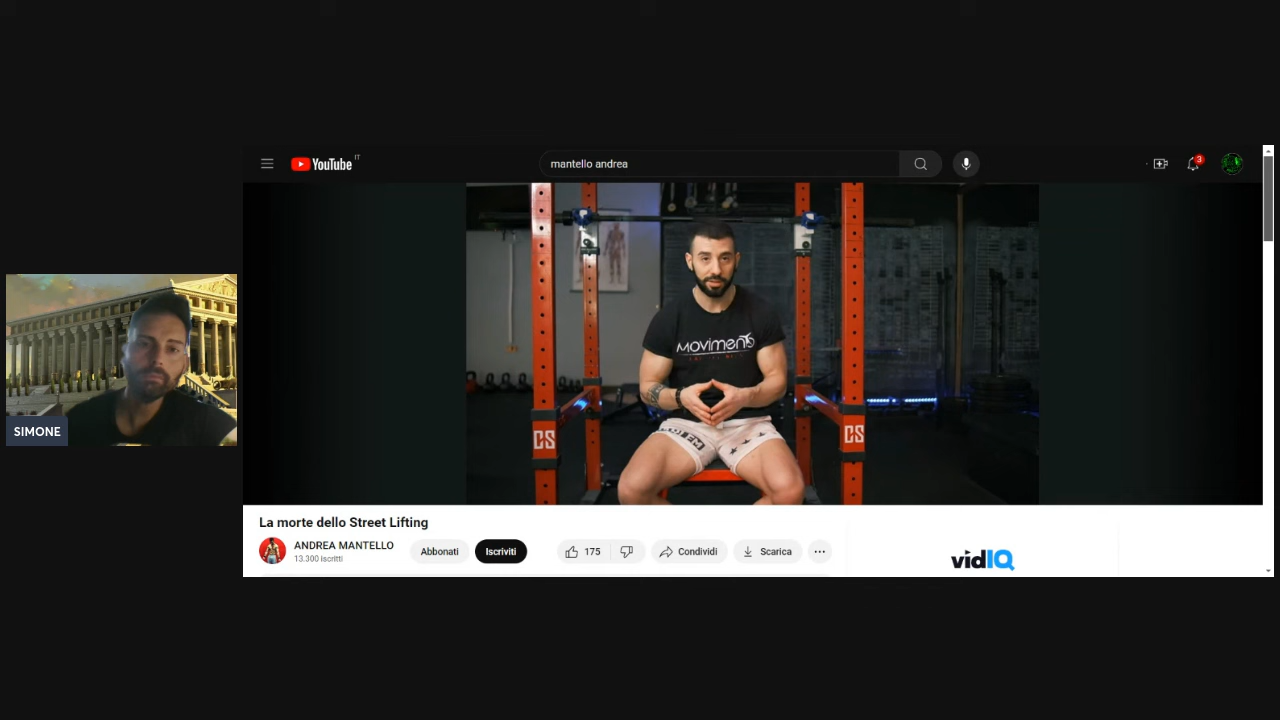 YouTube IT
mantello andrea
3
MOVIMENTO
CS
CS
SIMONE
La morte dello Street Lifting
ANDREA MANTELLO
13.300 iscritti
Abbonati
Iscriviti
175
Condividi
Scarica
vidIQ